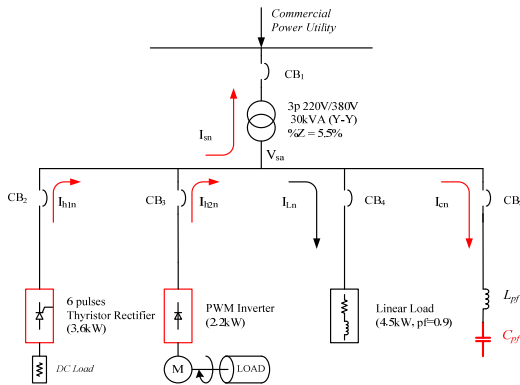 Commercial
Power Utility
CB1
3p 220V/380V
30kVA (Y-Y)
%Z = 5.5%
Isn
Vsa
CB2
Ih1n
CB3
Ih2n
ILn
CB4
Icn
CB
6 pulses
Thyristor Rectifier
(3.6kW)
PWM Inverter
(2.2kW)
Linear Load
(4.5kW, pf=0.9)
Lpf
Cpf
DC Load
M
LOAD